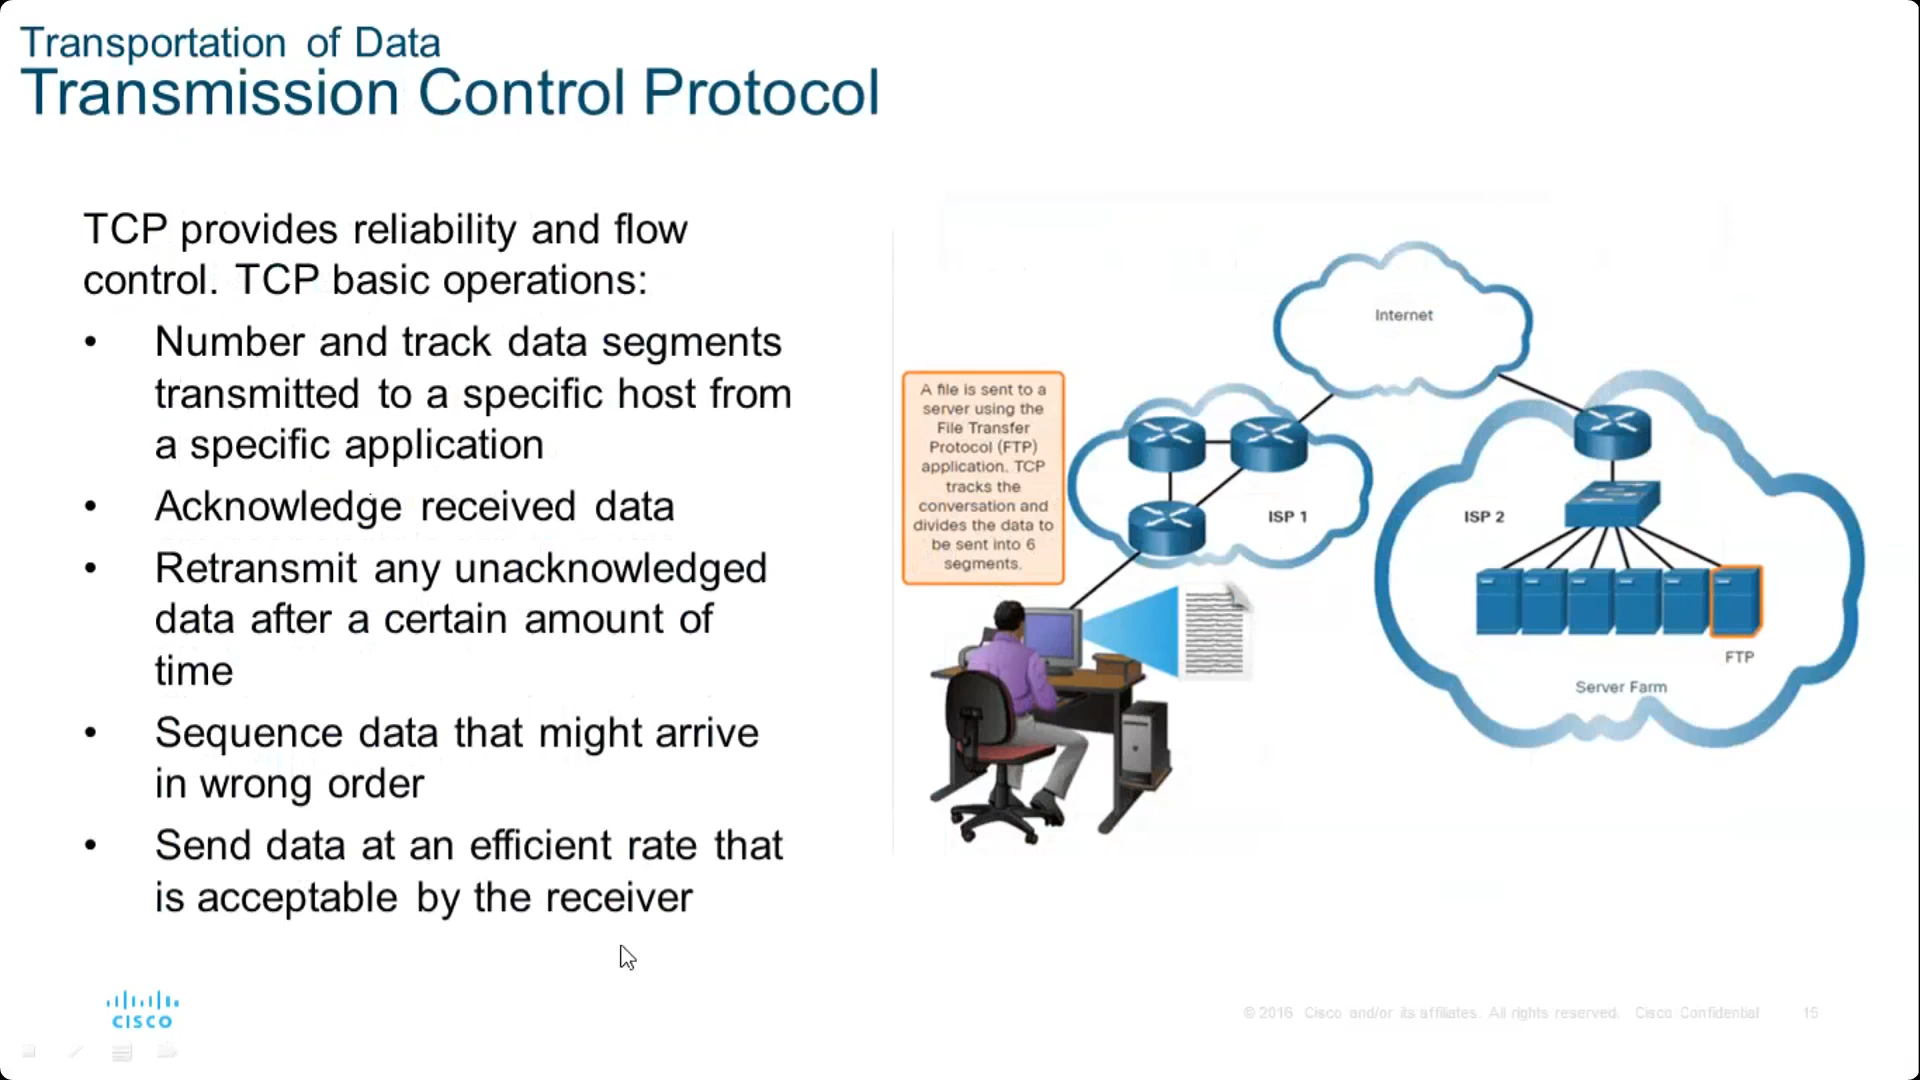 Transportation of Data
Transmission Control Protocol
TCP provides reliability and flow
control. TCP basic operations:
• Number and track data segments
transmitted to a specific host from
a specific application
• Acknowledge received data
• Retransmit any unacknowledged
data after a certain amount of
time
• Sequence data that might arrive
in wrong order
• Send data at an efficient rate that
is acceptable by the receiver
A file is sent to a
server using the
File Transfer
Protocol (FTP)
application. TCP
tracks the
conversation and
divides the data to
be sent into 6
segments.
Internet
ISP 1
ISP 2
FTP
Server Farm
CISCO
© 2016 Cisco and/or its affiliates. All rights reserved. Cisco Confidential 15